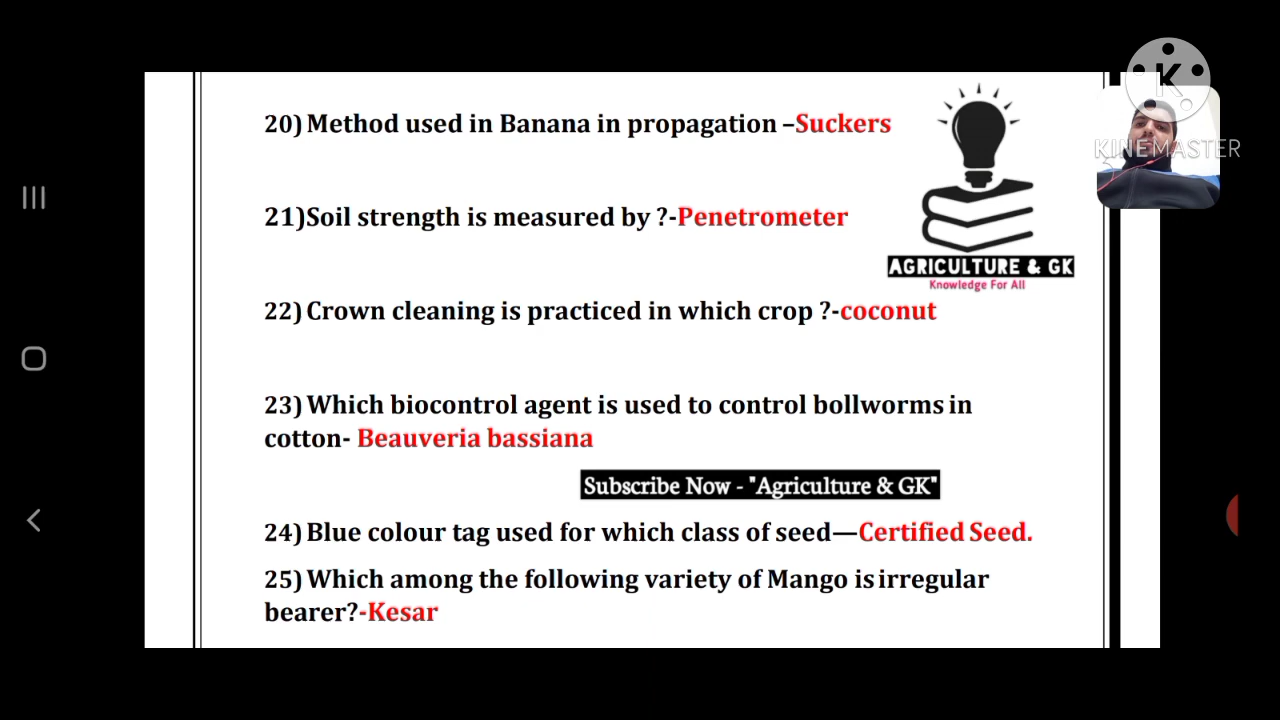 20) Method used in Banana in propagation –Suckers
K
KINEMASTER
21)Soil strength is measured by ?-Penetrometer
AGRICULTURE & GK
Knowledge For All
22) Crown cleaning is practiced in which crop ?-coconut
23) Which biocontrol agent is used to control bollworms in
cotton- Beauveria bassiana
Subscribe Now - "Agriculture & GK"
24) Blue colour tag used for which class of seed—Certified Seed.
25) Which among the following variety of Mango is irregular
bearer?-Kesar